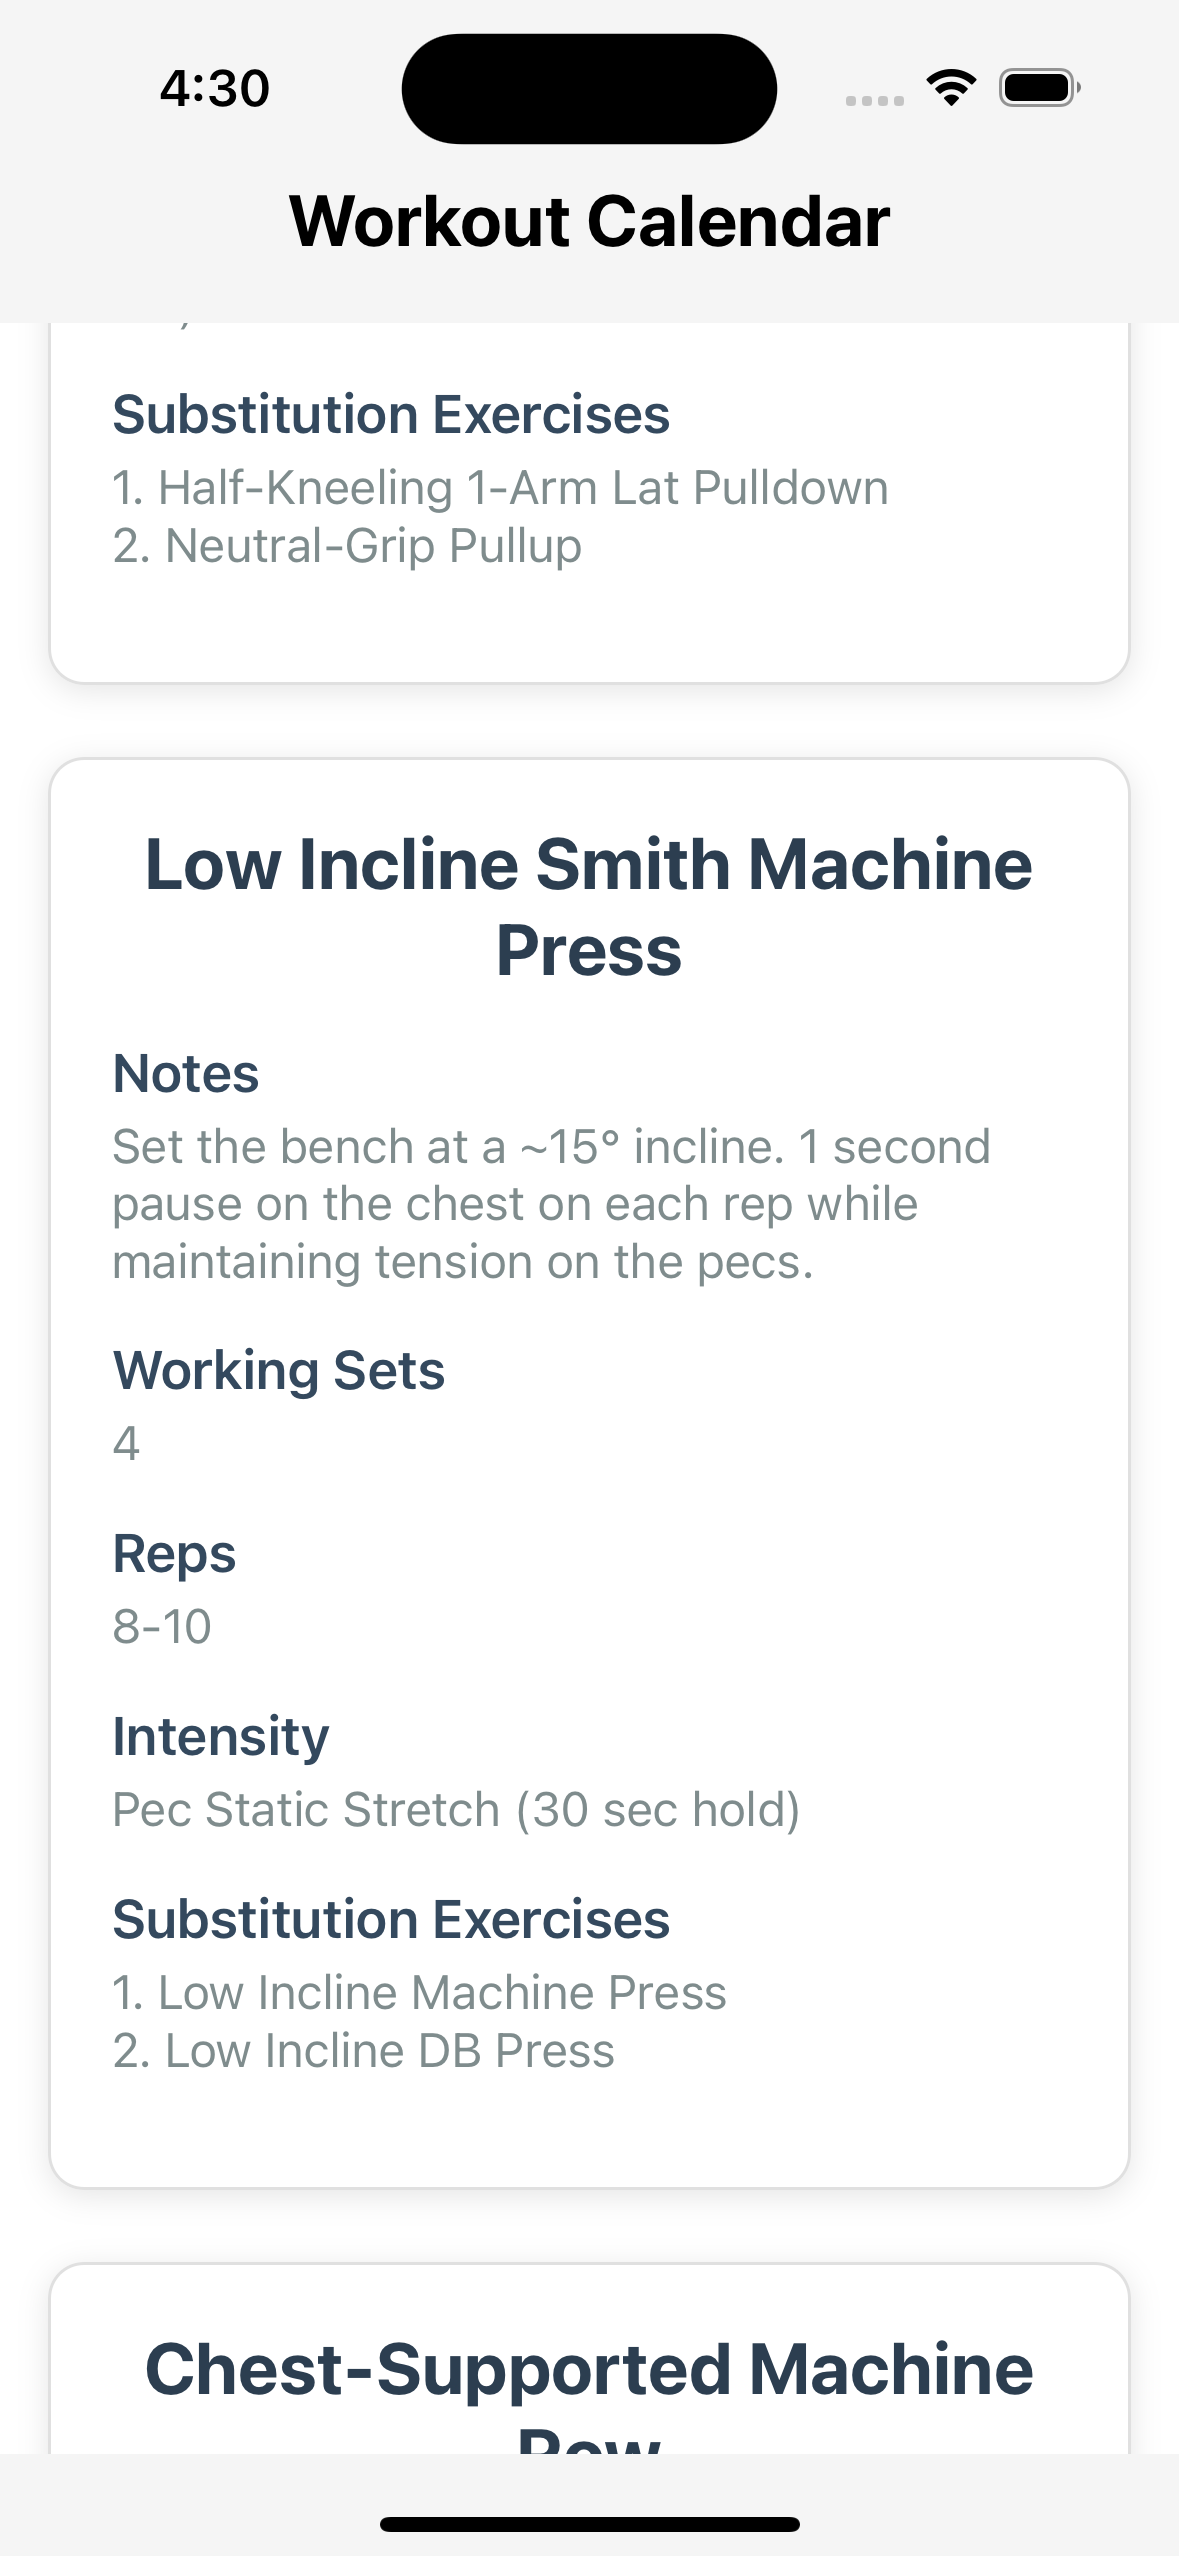 4:30
Workout Calendar
Substitution Exercises
1. Half-Kneeling 1-Arm Lat Pulldown
2. Neutral-Grip Pullup
Low Incline Smith Machine
Press
Notes
Set the bench at a ~15° incline. 1 second
pause on the chest on each rep while
maintaining tension on the pecs.
Working Sets
4
Reps
8-10
Intensity
Pec Static Stretch (30 sec hold)
Substitution Exercises
1. Low Incline Machine Press
2. Low Incline DB Press
Chest-Supported Machine
Row